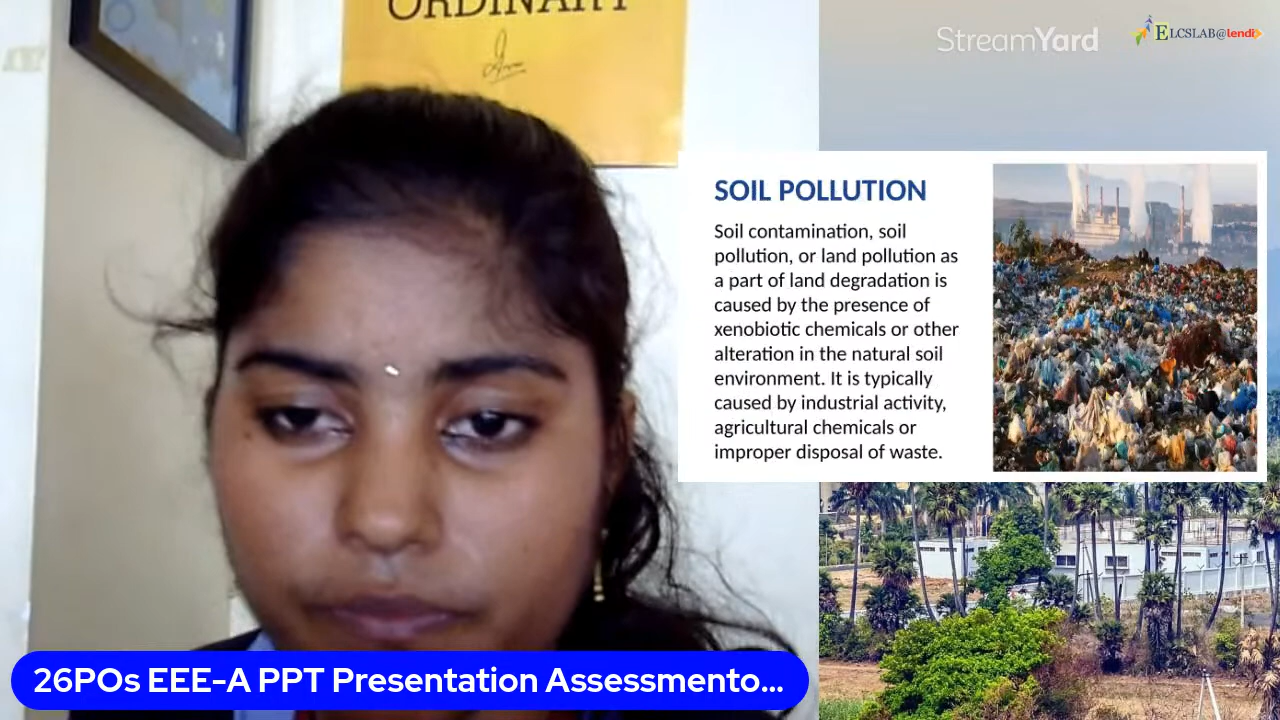 ORDINARY
StreamYard
ELCSLAB@lendi
SOIL POLLUTION
Soil contamination, soil
pollution, or land pollution as
a part of land degradation is
caused by the presence of
xenobiotic chemicals or other
alteration in the natural soil
environment. It is typically
caused by industrial activity,
agricultural chemicals or
improper disposal of waste.
26POs EEE-A PPT Presentation Assessmento...